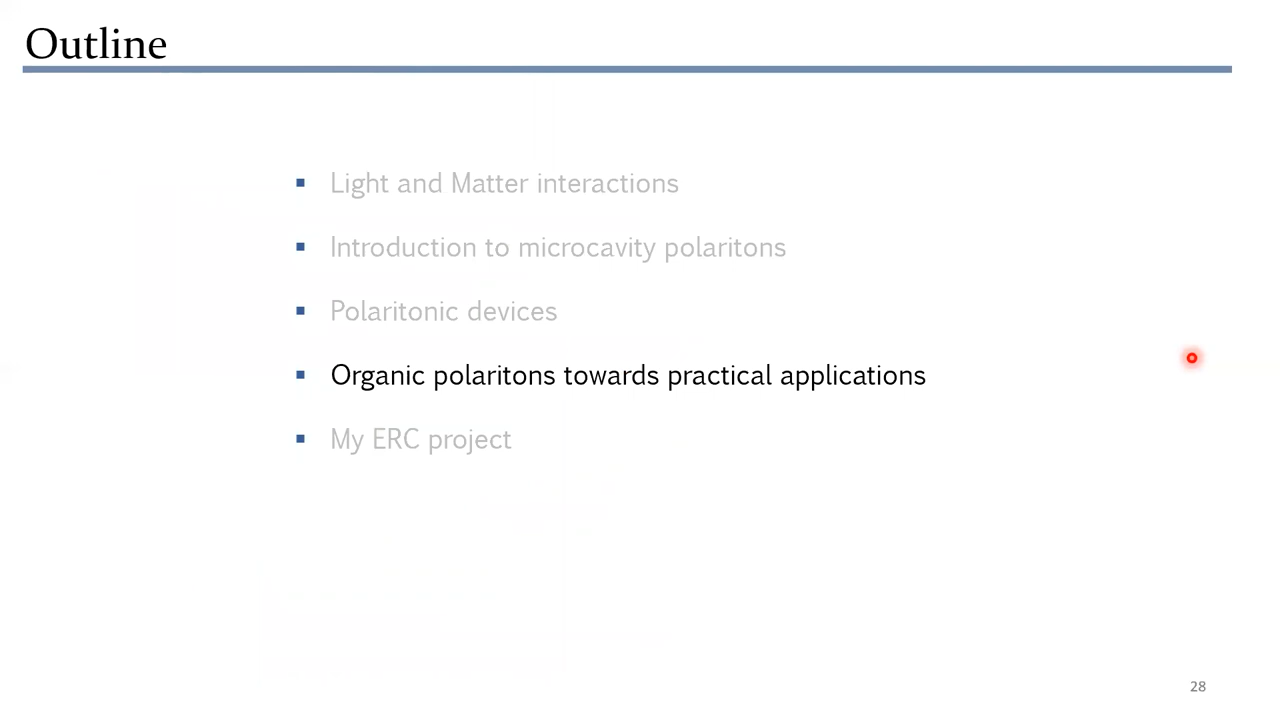 Outline
▪ Light and Matter interactions
▪ Introduction to microcavity polaritons
▪ Polaritonic devices
▪ Organic polaritons towards practical applications
▪ My ERC project
28